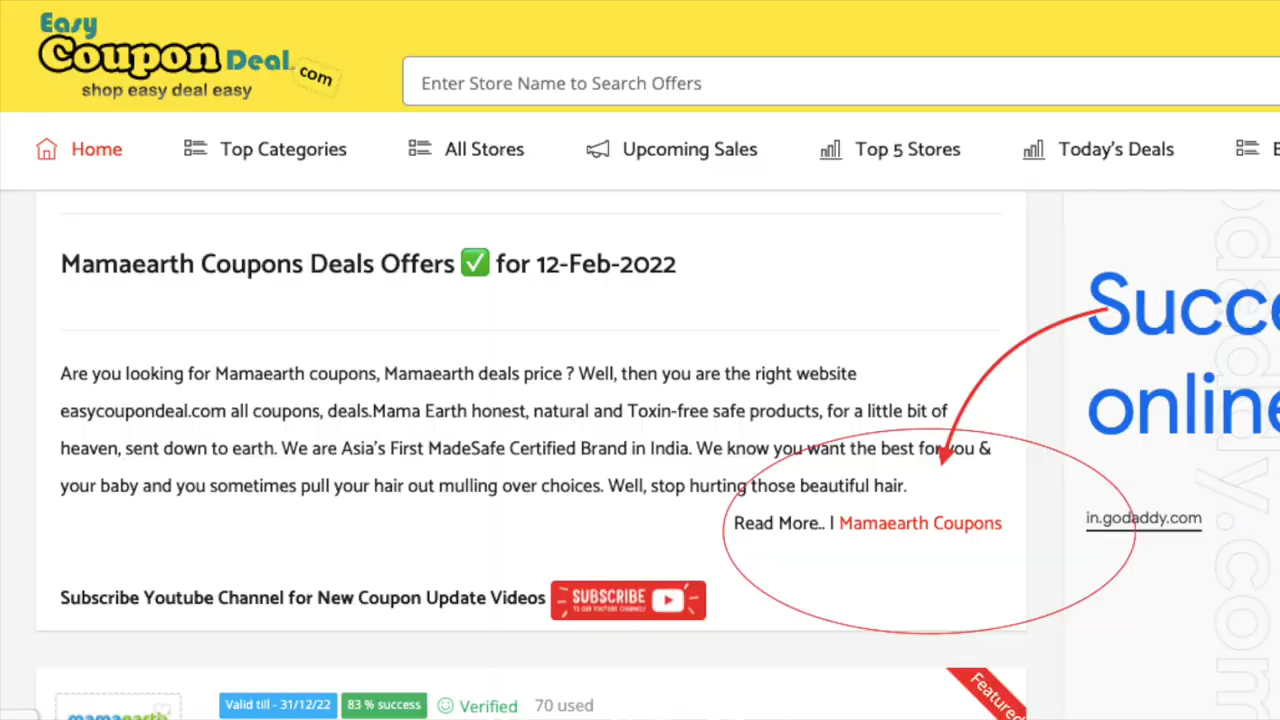 Easy
Coupon Deal.com
shop easy deal easy
Enter Store Name to Search Offers
Home Top Categories All Stores Upcoming Sales Top 5 Stores Today's Deals
Mamaearth Coupons Deals Offers ✅ for 12-Feb-2022
Are you looking for Mamaearth coupons, Mamaearth deals price ? Well, then you are the right website
easycoupondeal.com all coupons, deals.Mama Earth honest, natural and Toxin-free safe products, for a little bit of
heaven, sent down to earth. We are Asia's First MadeSafe Certified Brand in India. We know you want the best for you &
your baby and you sometimes pull your hair out mulling over choices. Well, stop hurting those beautiful hair.
Read More.. | Mamaearth Coupons
Subscribe Youtube Channel for New Coupon Update Videos SUBSCRIBE
TO OUR YOUTUBE CHANNEL
Succe
online
in.godaddy.com
Valid till - 31/12/22 83 % success Verified 70 used
Featured
mamaearth